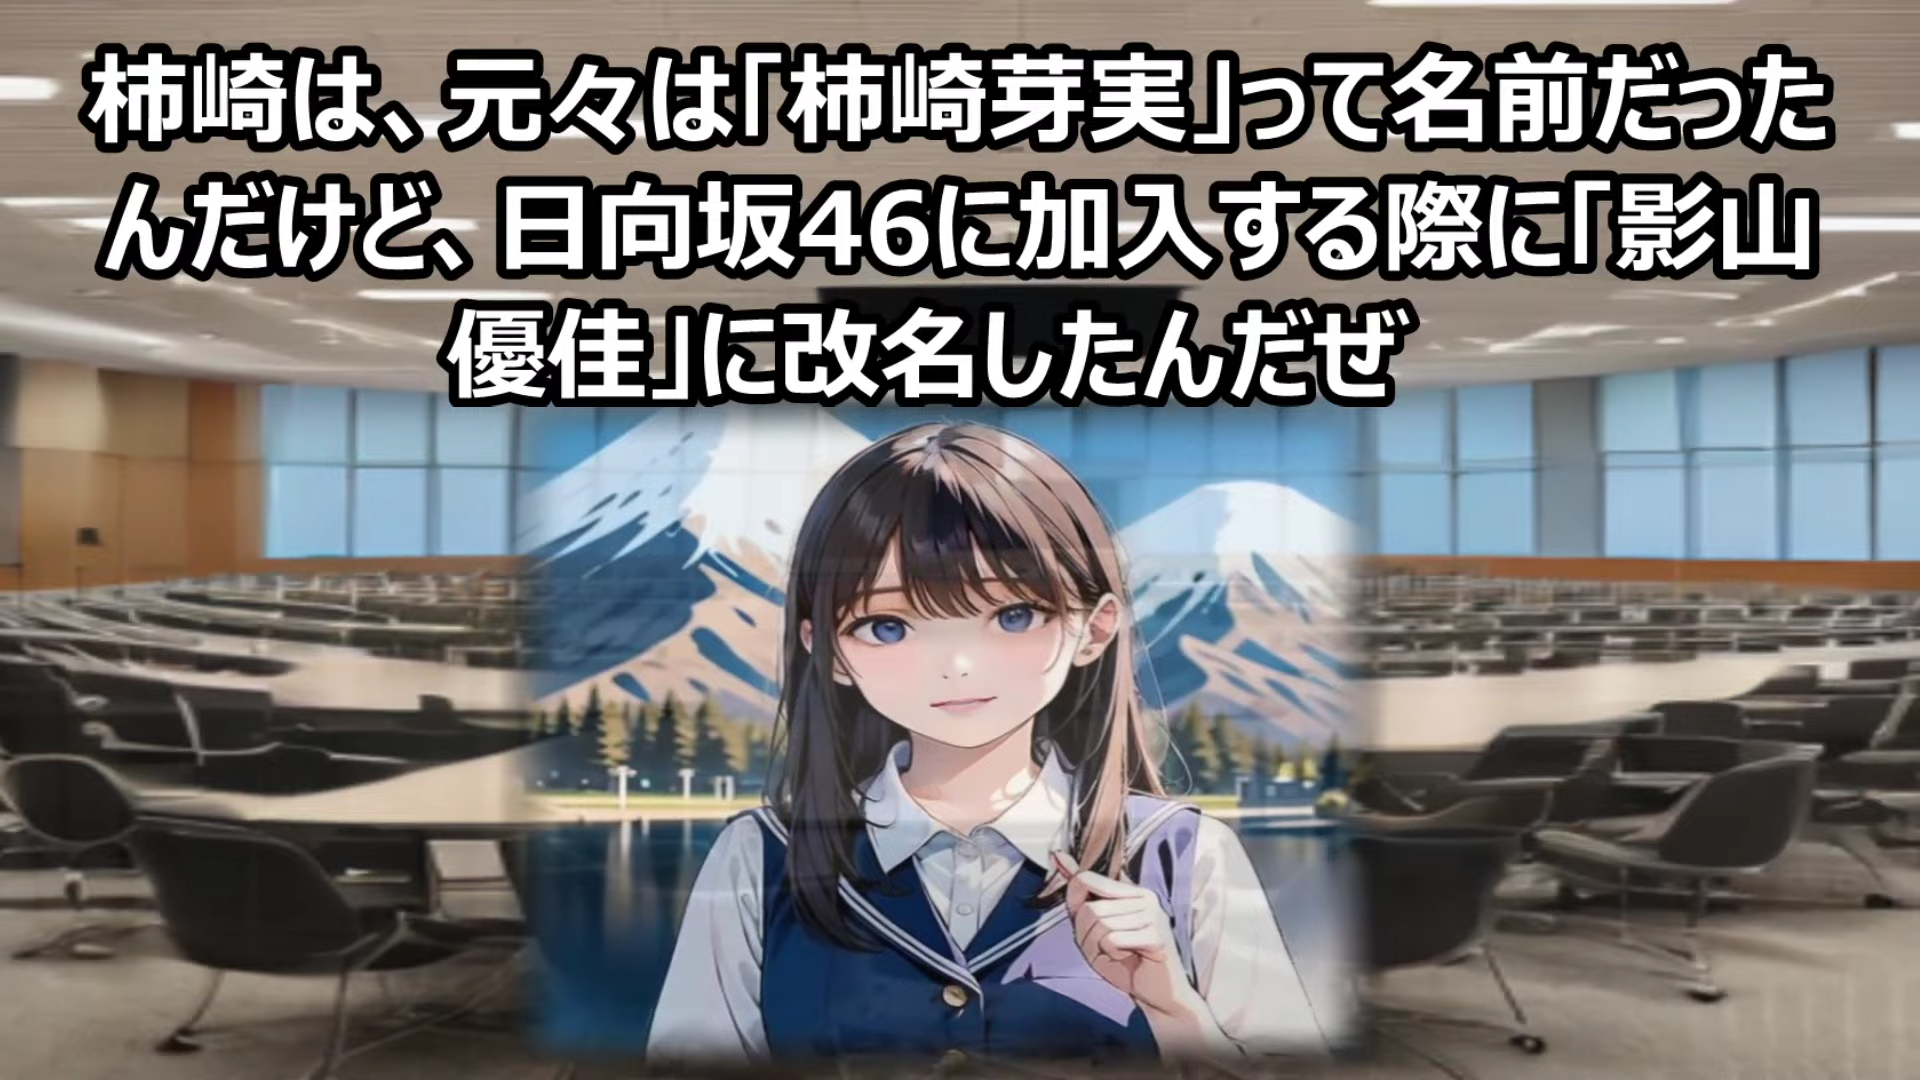 柿崎は、元々は「柿崎芽実」って名前だった
んだけど、日向坂46に加入する際に「影山
優佳」に改名したんだぜ